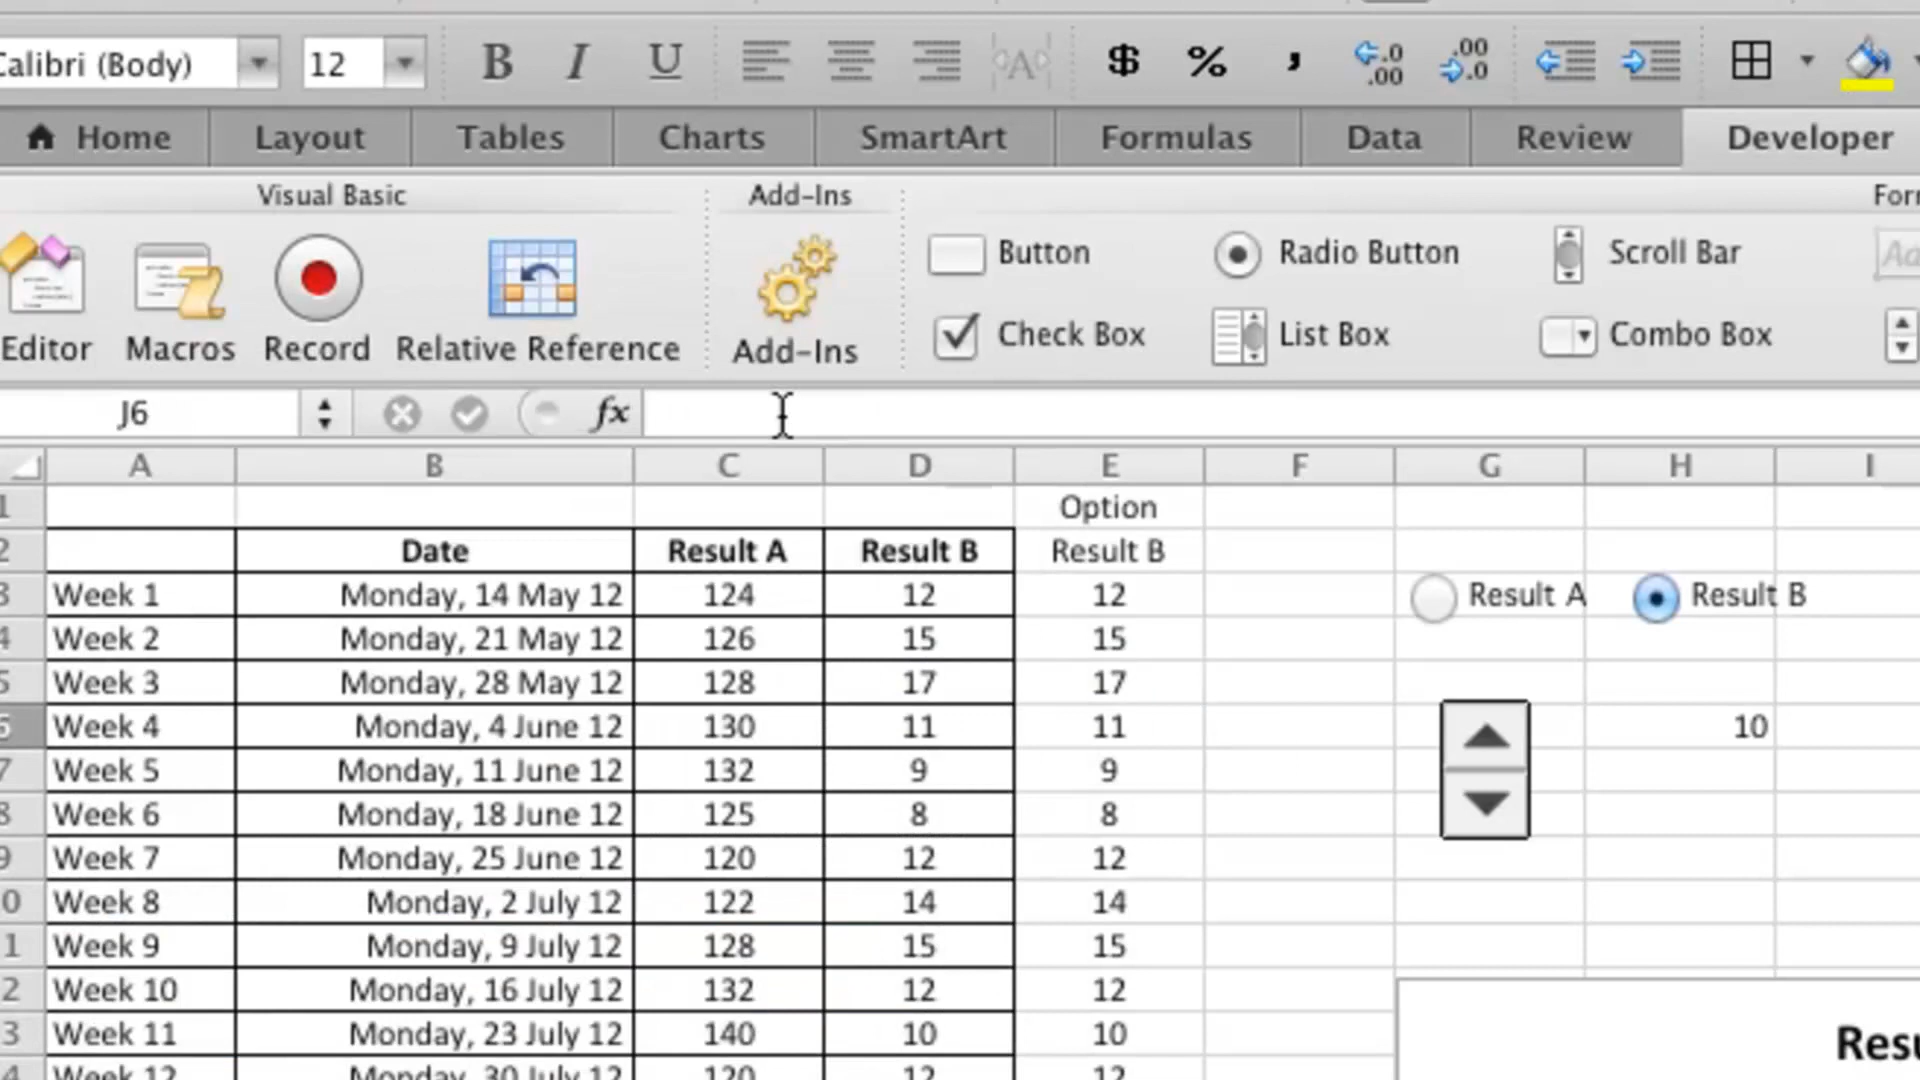 Calibri (Body) 12 B I U A $ % , .0 .00 .00 .0
Home Layout Tables Charts SmartArt Formulas Data Review Developer
Visual Basic Add-Ins
Button Radio Button Scroll Bar
Check Box List Box Combo Box
Editor Macros Record Relative Reference Add-Ins
J6 fx
A B C D E F G H I
1 Option
2 Date Result A Result B Result B
3 Week 1 Monday, 14 May 12 124 12 12 Result A Result B
4 Week 2 Monday, 21 May 12 126 15 15
5 Week 3 Monday, 28 May 12 128 17 17
6 Week 4 Monday, 4 June 12 130 11 11 10
7 Week 5 Monday, 11 June 12 132 9 9
8 Week 6 Monday, 18 June 12 125 8 8
9 Week 7 Monday, 25 June 12 120 12 12
0 Week 8 Monday, 2 July 12 122 14 14
1 Week 9 Monday, 9 July 12 128 15 15
2 Week 10 Monday, 16 July 12 132 12 12
3 Week 11 Monday, 23 July 12 140 10 10
4 Week 12 Monday, 30 July 12 120 12 12